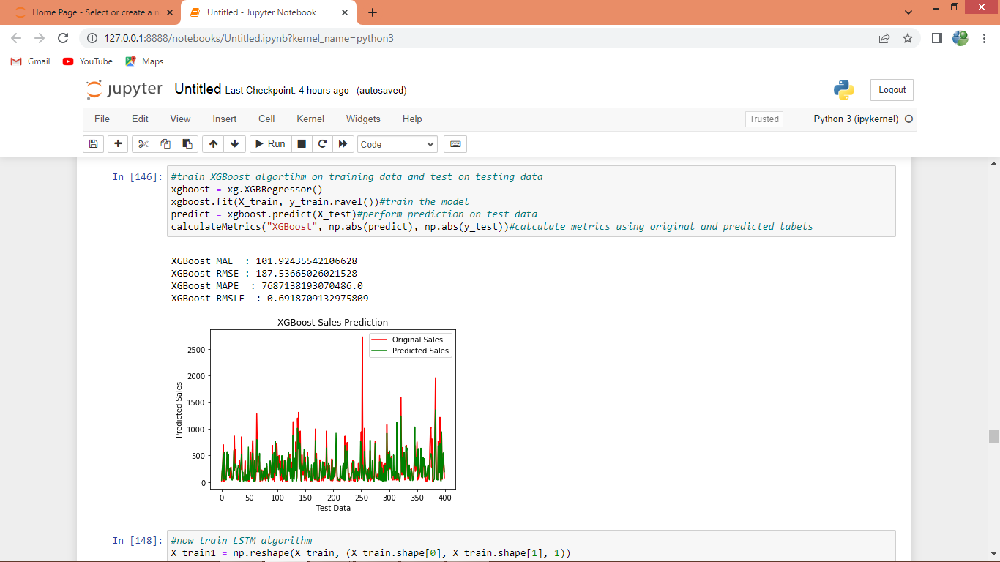 Home Page - Select or create a n
Untitled - Jupyter Notebook
127.0.0.1:8888/notebooks/Untitled.ipynb?kernel_name=python3
Gmail YouTube Maps
jupyter Untitled Last Checkpoint: 4 hours ago (autosaved)
Logout
File Edit View Insert Cell Kernel Widgets Help
Trusted
Python 3 (ipykernel)
Run
Code
In [146]:
#train XGBoost algortihm on training data and test on testing data
xgboost = xg.XGBRegressor()
xgboost.fit(X_train, y_train.ravel())#train the model
predict = xgboost.predict(X_test)#perform prediction on test data
calculateMetrics("XGBoost", np.abs(predict), np.abs(y_test))#calculate metrics using original and predicted labels
XGBoost MAE  : 101.92435542106628
XGBoost RMSE : 187.53665026021528
XGBoost MAPE  : 7687138193070486.0
XGBoost RMSLE  : 0.6918709132975809
XGBoost Sales Prediction
Original Sales
Predicted Sales
2500
2000
1500
1000
500
0
Predicted Sales
0 50 100 150 200 250 300 350 400
Test Data
In [148]:
#now train LSTM algorithm
X_train1 = np.reshape(X_train, (X_train.shape[0], X_train.shape[1], 1))